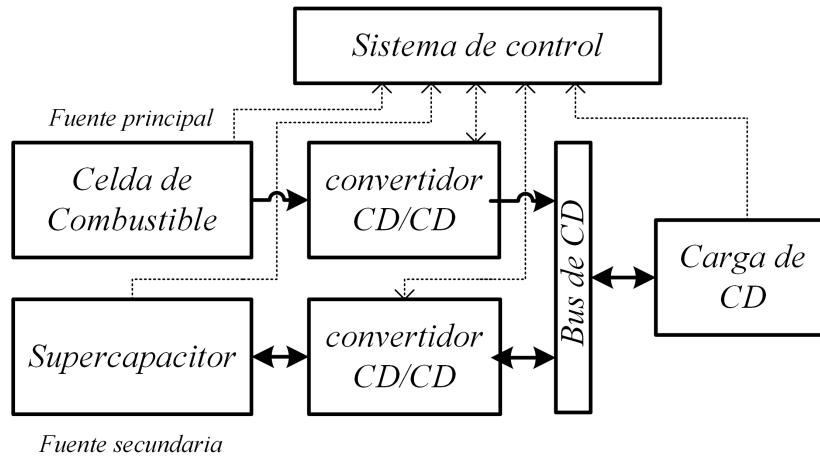 Sistema de control
Fuente principal
Celda de
Combustible
convertidor
CD/CD
Bus de CD
Carga de
CD
Supercapacitor
convertidor
CD/CD
Fuente secundaria